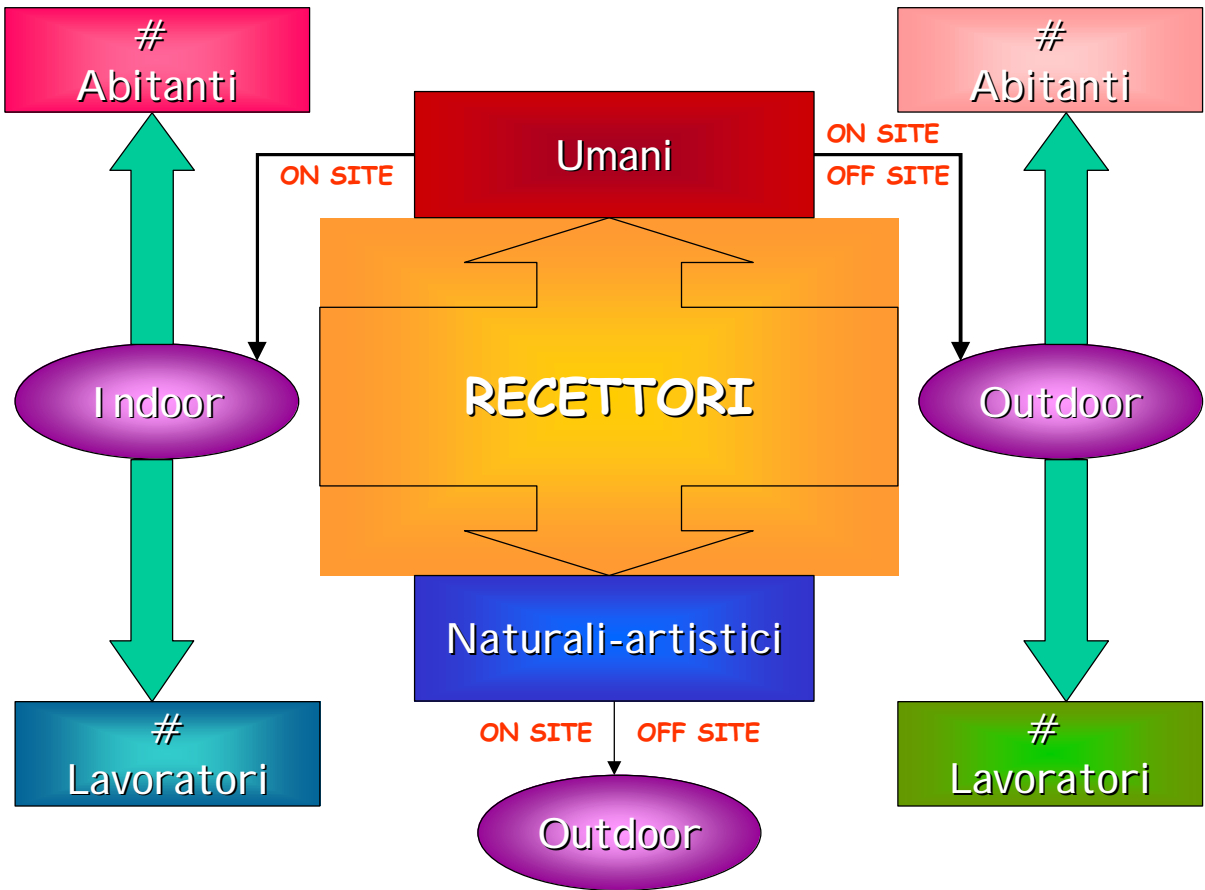 #
Abitanti
#
Abitanti
Umani
ON SITE
ON SITE
OFF SITE
Indoor
RECETTORI
Outdoor
Naturali-artistici
ON SITE
OFF SITE
#
Lavoratori
#
Lavoratori
Outdoor